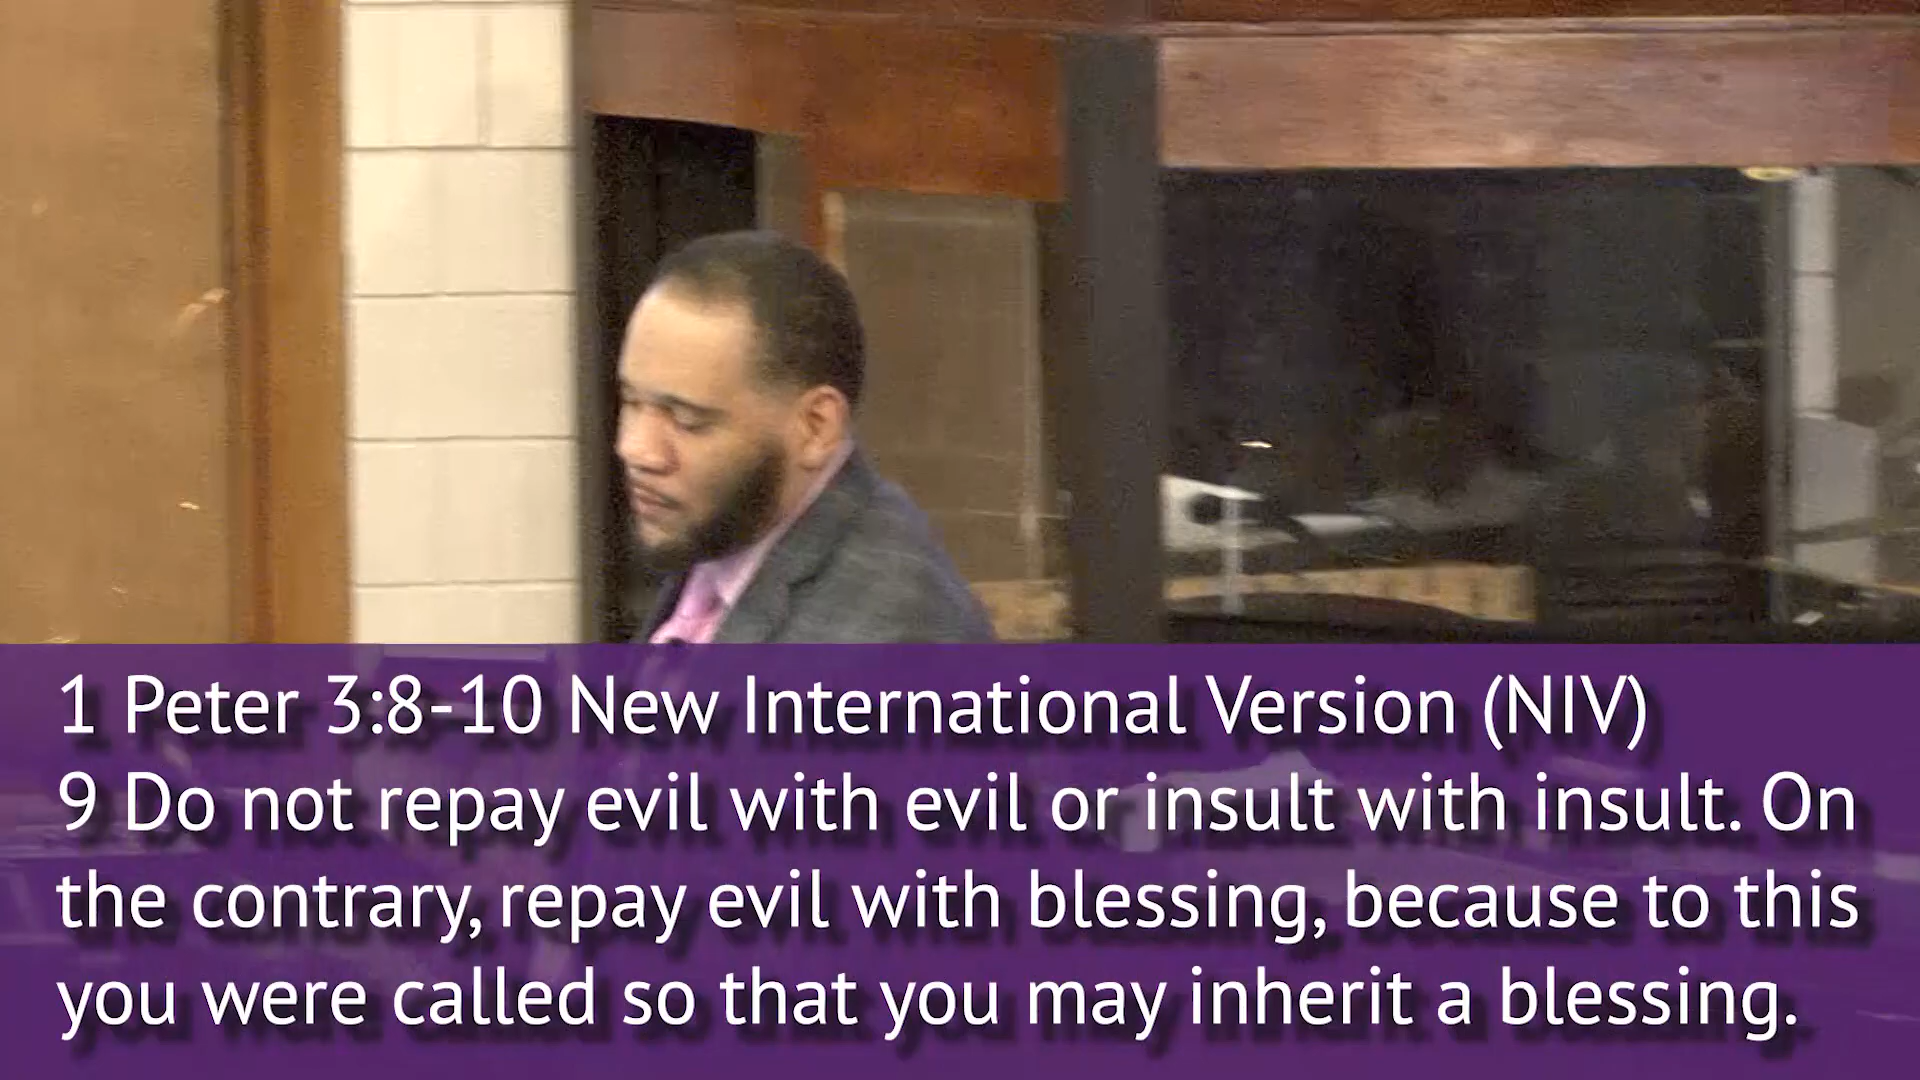 1 Peter 3:8-10 New International Version (NIV)
9 Do not repay evil with evil or insult with insult. On
the contrary, repay evil with blessing, because to this
you were called so that you may inherit a blessing.